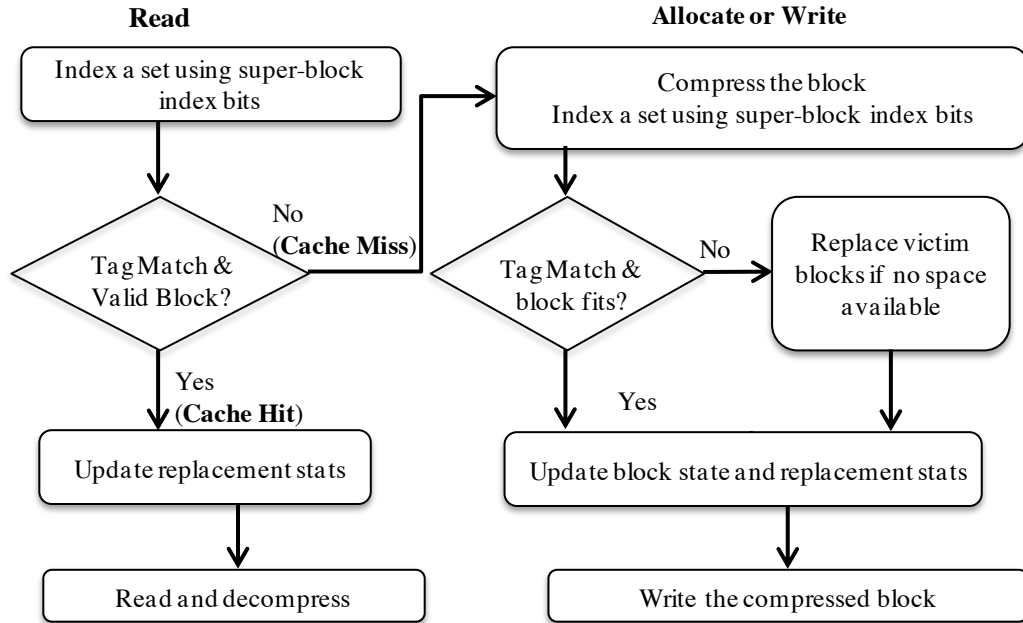 Read
Index a set using super-block
index bits
No
(Cache Miss)
Tag Match &
Valid Block?
Yes
(Cache Hit)
Update replacement stats
Read and decompress
Allocate or Write
Compress the block
Index a set using super-block index bits
Tag Match &
block fits?
No
Replace victim
blocks if no space
available
Yes
Update block state and replacement stats
Write the compressed block